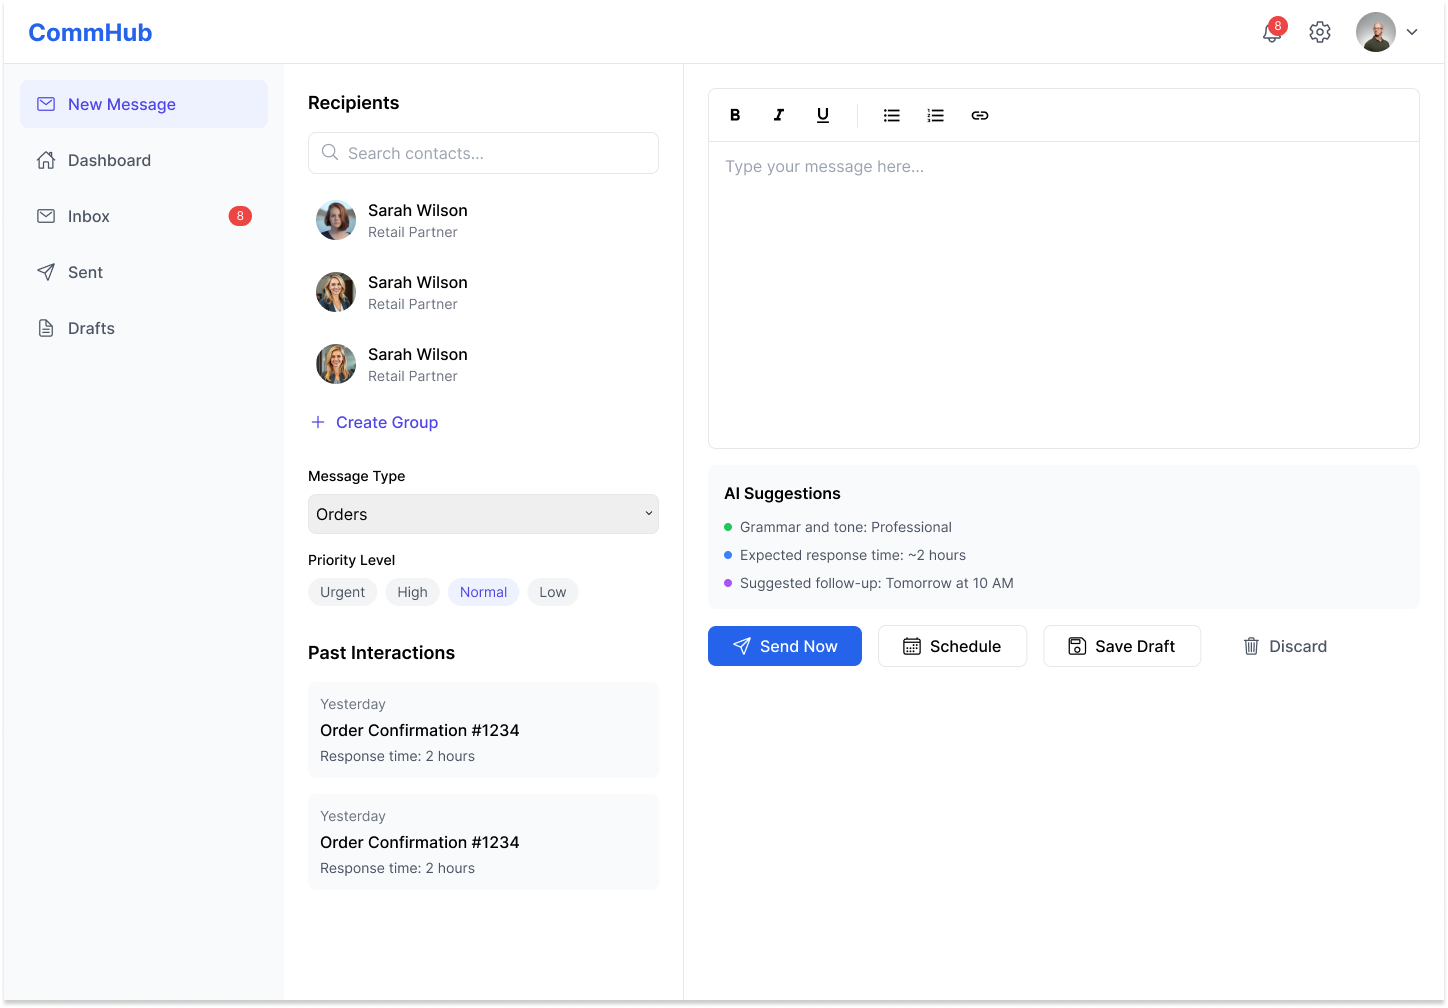 CommHub
8
New Message
Dashboard
Inbox
8
Sent
Drafts
Recipients
Search contacts...
Sarah Wilson
Retail Partner
Sarah Wilson
Retail Partner
Sarah Wilson
Retail Partner
Create Group
Message Type
Orders
Priority Level
Urgent High Normal Low
Past Interactions
Yesterday
Order Confirmation #1234
Response time: 2 hours
Yesterday
Order Confirmation #1234
Response time: 2 hours
B I U
Type your message here...
AI Suggestions
Grammar and tone: Professional
Expected response time: ~2 hours
Suggested follow-up: Tomorrow at 10 AM
Send Now Schedule Save Draft Discard